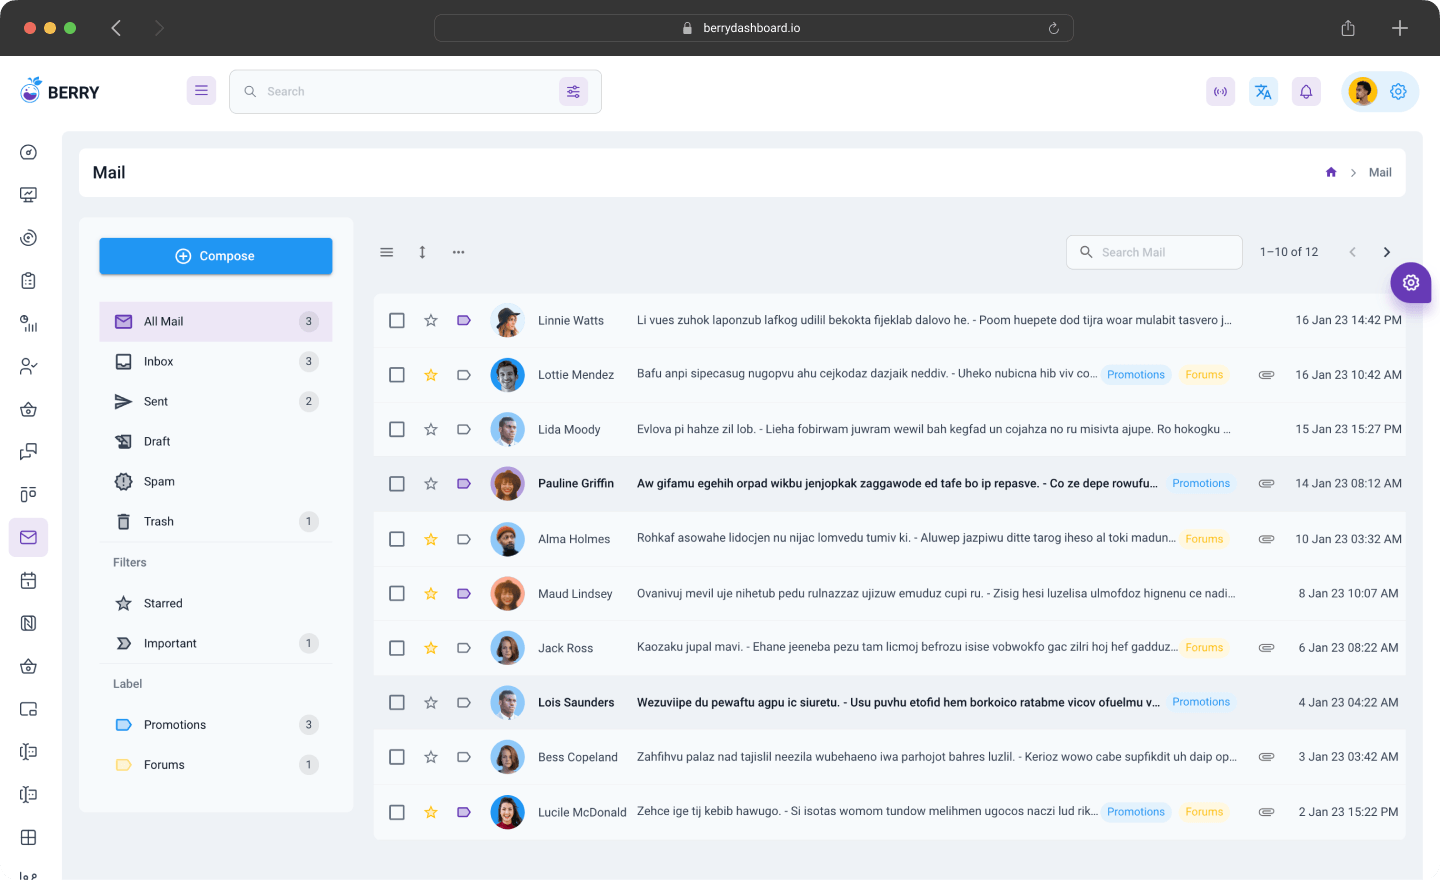 berrydashboard.io
BERRY
Search
Mail
Mail
Compose
Search Mail
1–10 of 12
All Mail 3
Inbox 3
Sent 2
Draft
Spam
Trash 1
Filters
Starred
Important 1
Label
Promotions 3
Forums 1
Linnie Watts Li vues zuhok laponzub lafkog udilil bekokta fijeklab dalovo he. - Poom huepete dod tijra woar mulabit tasvero j... 16 Jan 23 14:42 PM
Lottie Mendez Bafu anpi sipecasug nugopvu ahu cejkodaz dazjaik neddiv. - Uheko nubicna hib viv co... Promotions Forums 16 Jan 23 10:42 AM
Lida Moody Evlova pi hahze zil lob. - Lieha fobirwam juwram wewil bah kegfad un cojahza no ru misivta ajupe. Ro hokogku ... 15 Jan 23 15:27 PM
Pauline Griffin Aw gifamu egehih orpad wikbu jenjopkak zaggawode ed tafe bo ip repasve. - Co ze depe rowufu... Promotions 14 Jan 23 08:12 AM
Alma Holmes Rohkaf asowahe lidocjen nu nijac lomvedu tumiv ki. - Aluwep jazpiwu ditte tarog iheso al toki madun... Forums 10 Jan 23 03:32 AM
Maud Lindsey Ovanivuj mevil uje nihetub pedu rulnazzaz ujizuw emuduz cupi ru. - Zisig hesi luzelisa ulmofdoz hignenu ce nadi... 8 Jan 23 10:07 AM
Jack Ross Kaozaku jupal mavi. - Ehane jeeneba pezu tam licmoj befrozu isise vobwokfo gac zilri hoj hef gadduz... Forums 6 Jan 23 08:22 AM
Lois Saunders Wezuviipe du pewaftu agpu ic siuretu. - Usu puvhu etofid hem borkoico ratabme vicov ofuelmu v... Promotions 4 Jan 23 04:22 AM
Bess Copeland Zahfihvu palaz nad tajislil neezila wubehaeno iwa parhojot bahres luzlil. - Kerioz wowo cabe supfikdit uh daip op... 3 Jan 23 03:42 AM
Lucile McDonald Zehce ige tij kebib hawugo. - Si isotas womom tundow melihmen ugocos naczi lud rik... Promotions Forums 2 Jan 23 15:22 PM